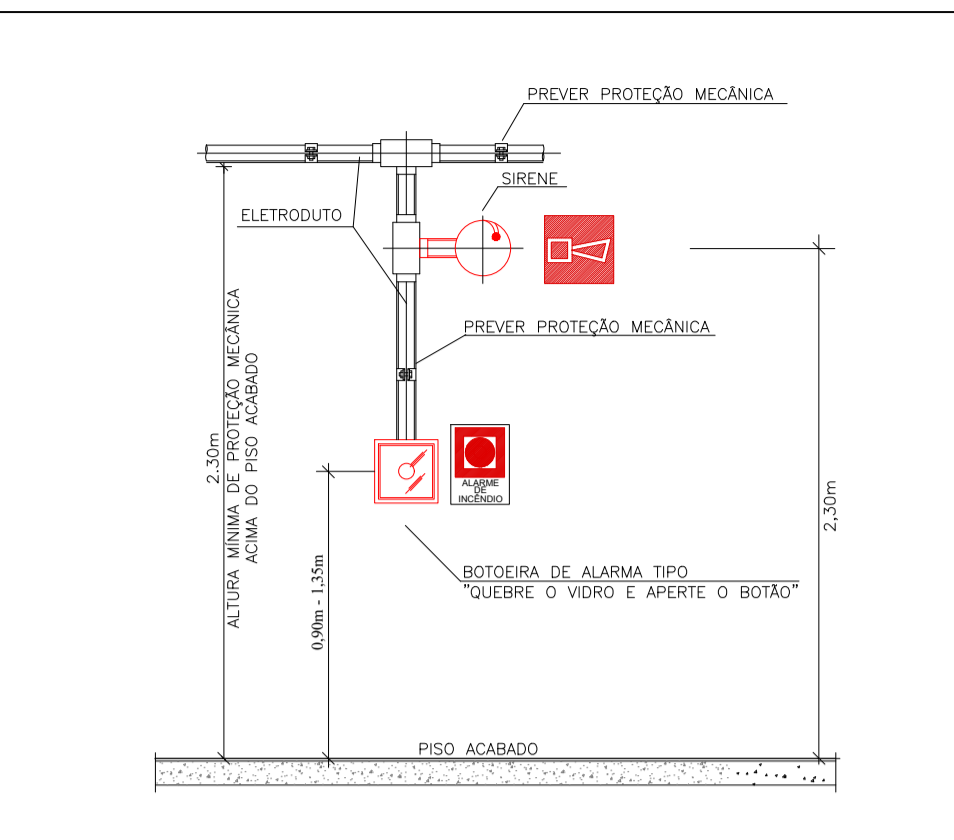 PREVER PROTEÇÃO MECÂNICA
SIRENE
ELETRODUTO
PREVER PROTEÇÃO MECÂNICA
2.30m
ALTURA MÍNIMA DE PROTEÇÃO MECÂNICA
ACIMA DO PISO ACABADO
ALARME
DE
INCÊNDIO
2,30m
0,90m - 1,35m
BOTOEIRA DE ALARMA TIPO
"QUEBRE O VIDRO E APERTE O BOTÃO"
PISO ACABADO